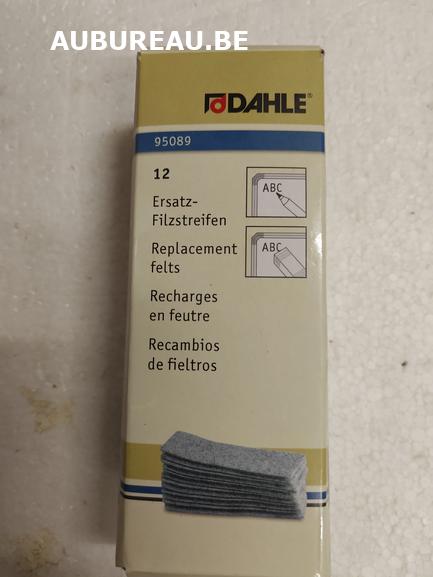 AUBUREAU.BE
DAHLE®
95089
12
Ersatz-
Filzstreifen
ABC
Replacement
felts
ABC
Recharges
en feutre
Recambios
de fieltros